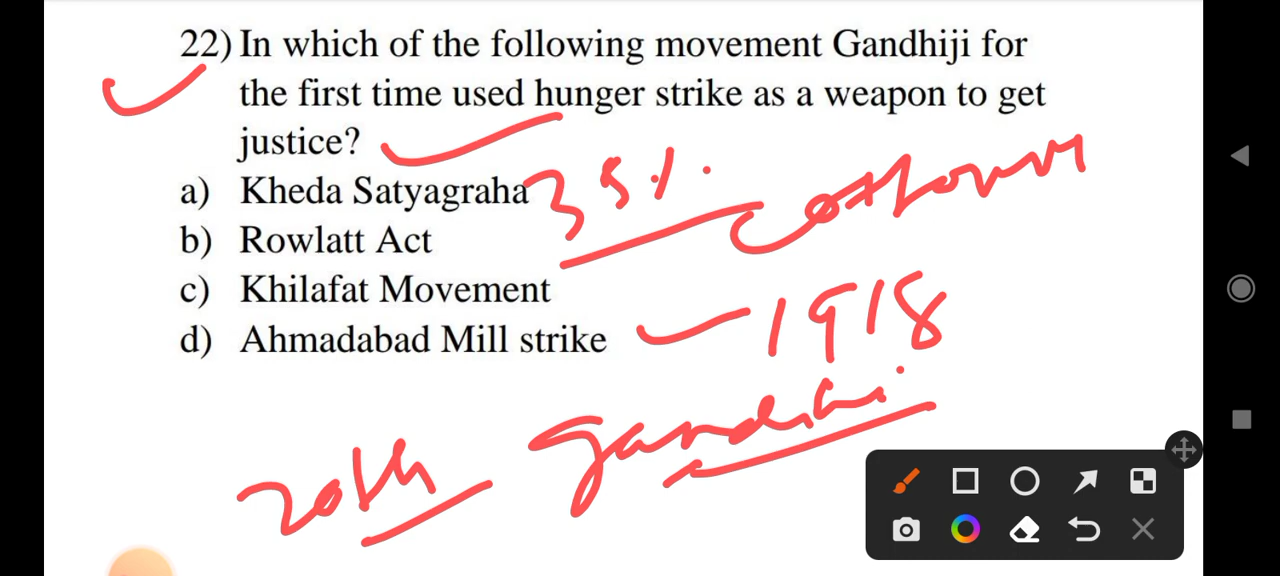 22) In which of the following movement Gandhiji for
the first time used hunger strike as a weapon to get
justice?
a) Kheda Satyagraha 35%.
b) Rowlatt Act
c) Khilafat Movement
d) Ahmadabad Mill strike 1918
gandhi
20th